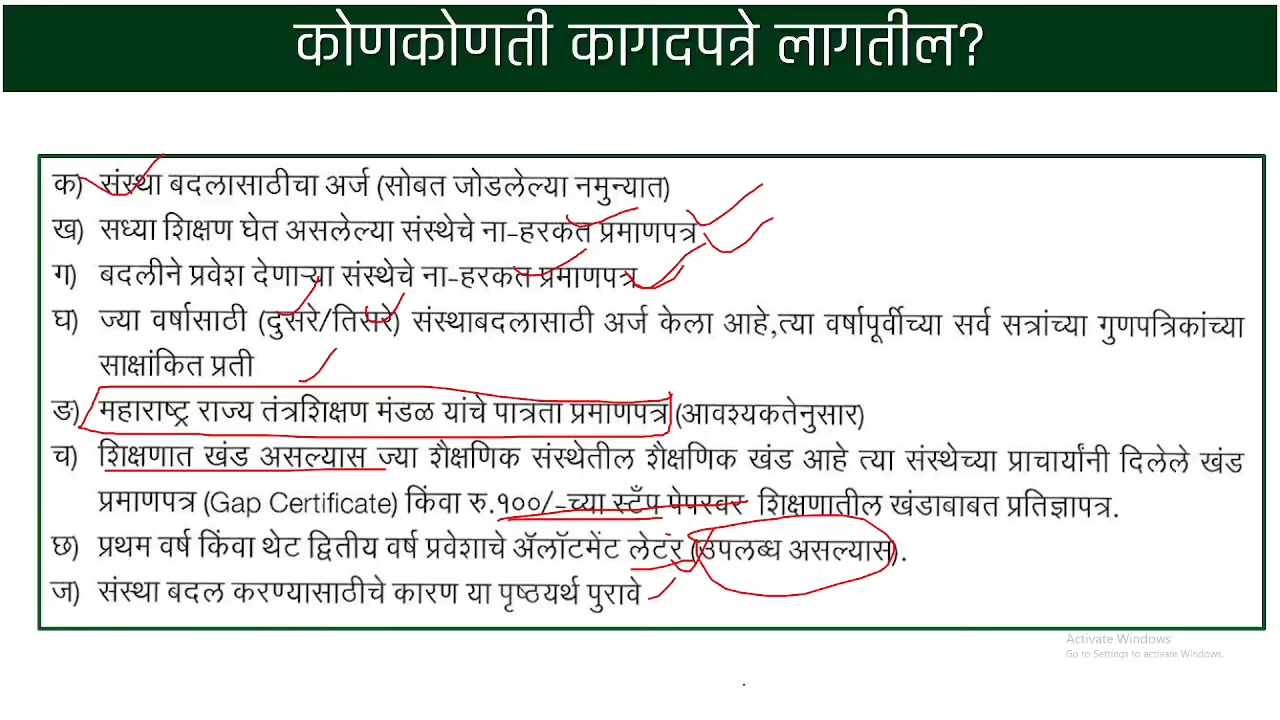 कोणकोणती कागदपत्रे लागतील?
क) संस्था बदलासाठीचा अर्ज (सोबत जोडलेल्या नमुन्यात)
ख) सध्या शिक्षण घेत असलेल्या संस्थेचे ना-हरकत प्रमाणपत्र
ग) बदलीने प्रवेश देणाऱ्या संस्थेचे ना-हरकत प्रमाणपत्र
घ) ज्या वर्षासाठी (दुसरे/तिसरे) संस्थाबदलासाठी अर्ज केला आहे,त्या वर्षापूर्वीच्या सर्व सत्रांच्या गुणपत्रिकांच्या
साक्षांकित प्रती
ङ) महाराष्ट्र राज्य तंत्रशिक्षण मंडळ यांचे पात्रता प्रमाणपत्र (आवश्यकतेनुसार)
च) शिक्षणात खंड असल्यास ज्या शैक्षणिक संस्थेतील शैक्षणिक खंड आहे त्या संस्थेच्या प्राचार्यांनी दिलेले खंड
प्रमाणपत्र (Gap Certificate) किंवा रु.१००/-च्या स्टँप पेपरवर शिक्षणातील खंडाबाबत प्रतिज्ञापत्र.
छ) प्रथम वर्ष किंवा थेट द्वितीय वर्ष प्रवेशाचे ॲलॉटमेंट लेटर (उपलब्ध असल्यास).
ज) संस्था बदल करण्यासाठीचे कारण या पृष्ठयर्थ पुरावे
Activate Windows
Go to Settings to activate Windows.